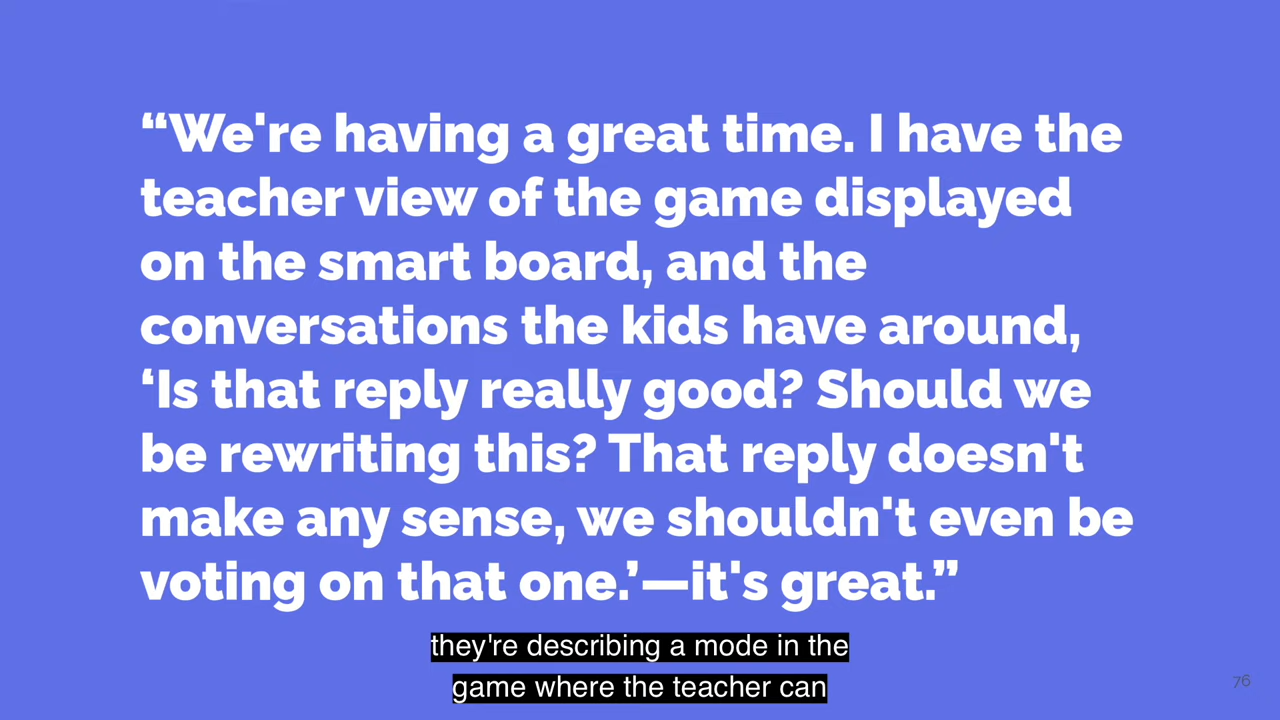 “We're having a great time. I have the
teacher view of the game displayed
on the smart board, and the
conversations the kids have around,
‘Is that reply really good? Should we
be rewriting this? That reply doesn't
make any sense, we shouldn't even be
voting on that one.’—it's great.”
they're describing a mode in the
game where the teacher can
76